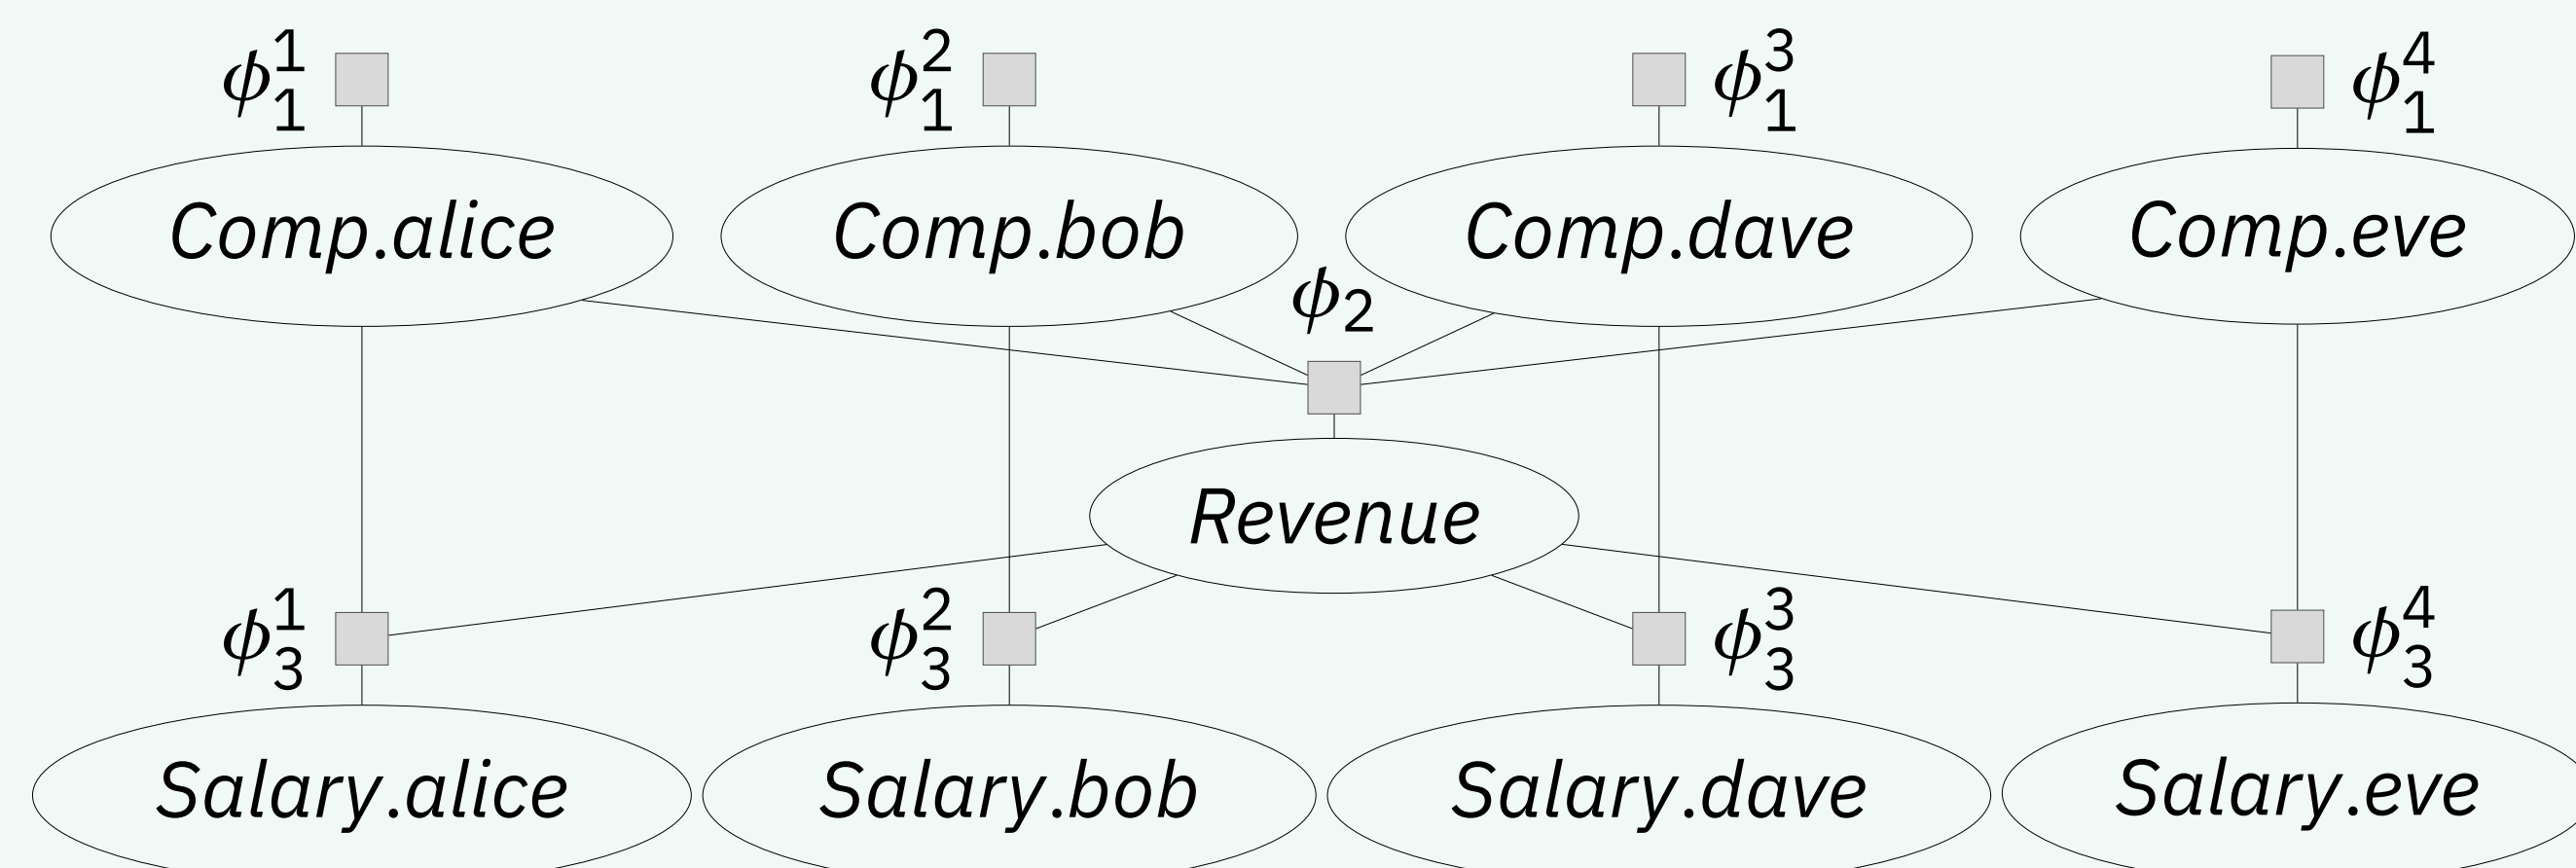 ϕ₁¹ ϕ₁² ϕ₁³ ϕ₁⁴
Comp.alice Comp.bob Comp.dave Comp.eve
ϕ₂
Revenue
ϕ₃¹ ϕ₃² ϕ₃³ ϕ₃⁴
Salary.alice Salary.bob Salary.dave Salary.eve